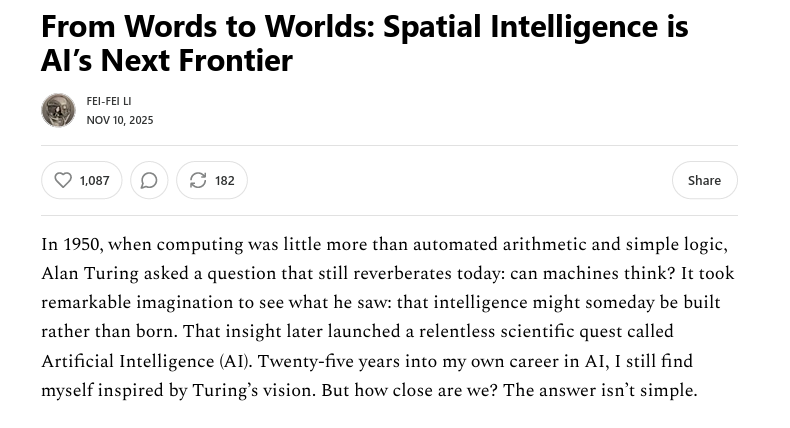 From Words to Worlds: Spatial Intelligence is
AI’s Next Frontier
FEI-FEI LI
NOV 10, 2025
1,087
182
Share
In 1950, when computing was little more than automated arithmetic and simple logic,
Alan Turing asked a question that still reverberates today: can machines think? It took
remarkable imagination to see what he saw: that intelligence might someday be built
rather than born. That insight later launched a relentless scientific quest called
Artificial Intelligence (AI). Twenty-five years into my own career in AI, I still find
myself inspired by Turing’s vision. But how close are we? The answer isn’t simple.